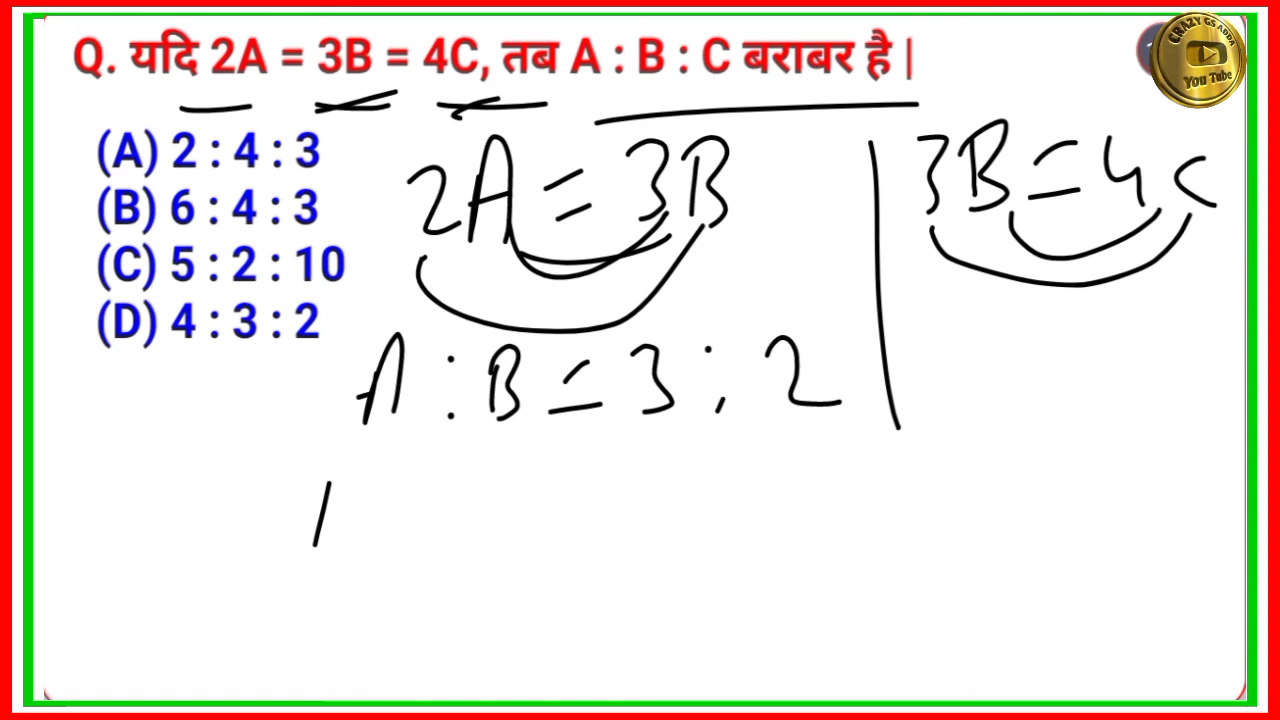 Q. यदि 2A = 3B = 4C, तब A : B : C बराबर है |
CRAZY GS ADDA
You Tube
(A) 2 : 4 : 3
(B) 6 : 4 : 3
(C) 5 : 2 : 10
(D) 4 : 3 : 2
2A = 3B
3B = 4C
A : B = 3 : 2